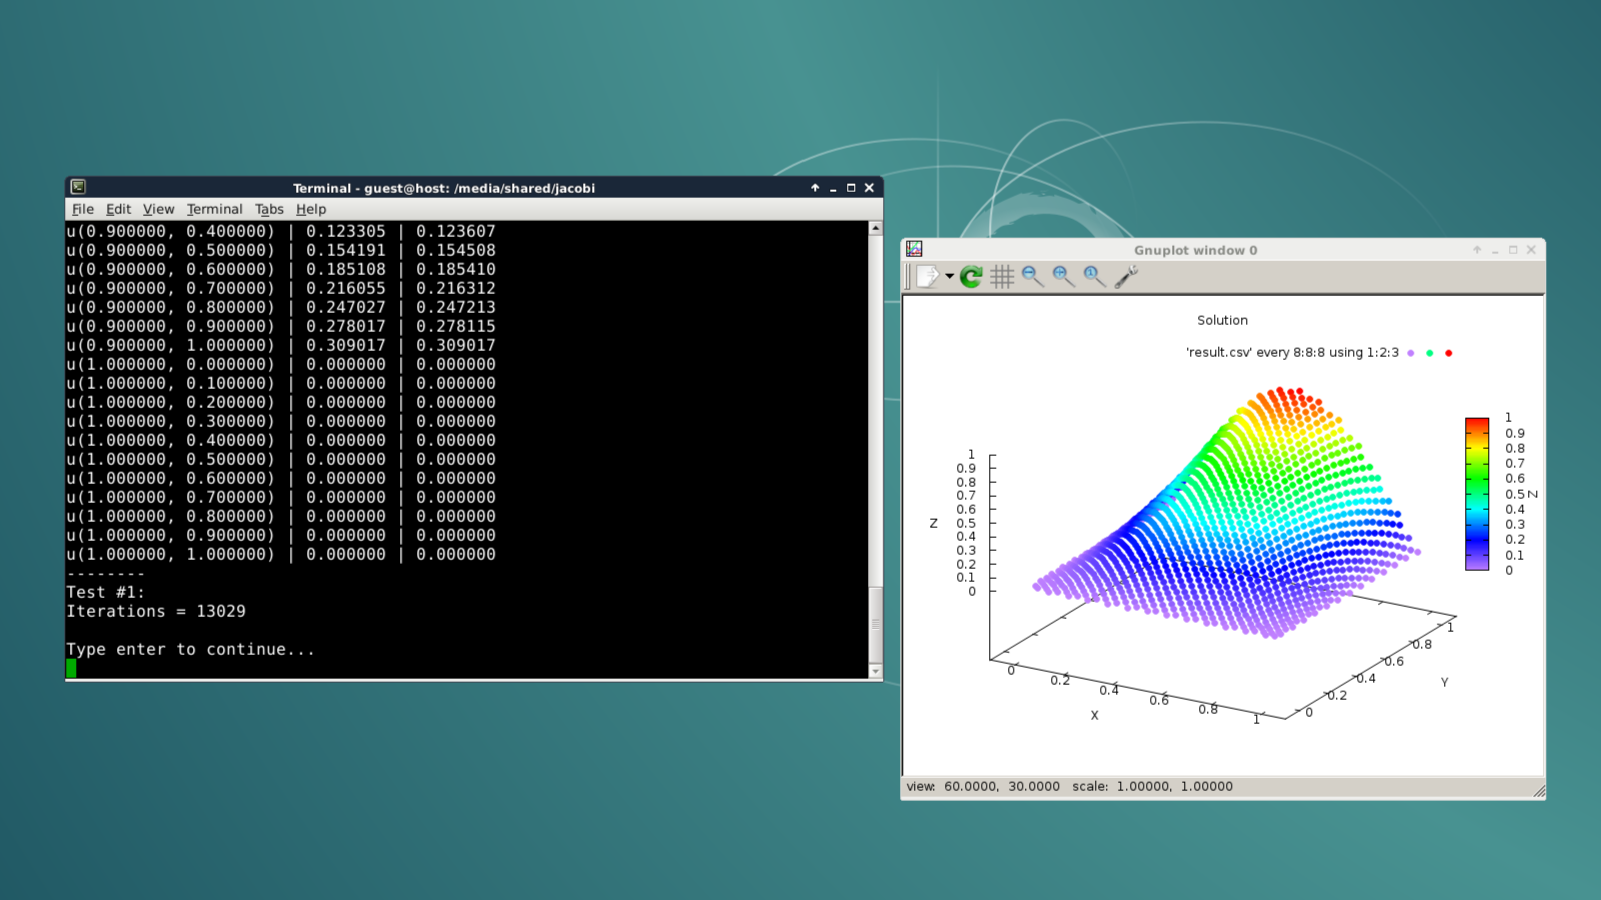 Terminal - guest@host: /media/shared/jacobi
File Edit View Terminal Tabs Help
u(0.900000, 0.400000) | 0.123305 | 0.123607
u(0.900000, 0.500000) | 0.154191 | 0.154508
u(0.900000, 0.600000) | 0.185108 | 0.185410
u(0.900000, 0.700000) | 0.216055 | 0.216312
u(0.900000, 0.800000) | 0.247027 | 0.247213
u(0.900000, 0.900000) | 0.278017 | 0.278115
u(0.900000, 1.000000) | 0.309017 | 0.309017
u(1.000000, 0.000000) | 0.000000 | 0.000000
u(1.000000, 0.100000) | 0.000000 | 0.000000
u(1.000000, 0.200000) | 0.000000 | 0.000000
u(1.000000, 0.300000) | 0.000000 | 0.000000
u(1.000000, 0.400000) | 0.000000 | 0.000000
u(1.000000, 0.500000) | 0.000000 | 0.000000
u(1.000000, 0.600000) | 0.000000 | 0.000000
u(1.000000, 0.700000) | 0.000000 | 0.000000
u(1.000000, 0.800000) | 0.000000 | 0.000000
u(1.000000, 0.900000) | 0.000000 | 0.000000
u(1.000000, 1.000000) | 0.000000 | 0.000000
--------
Test #1:
Iterations = 13029
Type enter to continue...
Gnuplot window 0
Solution
'result.csv' every 8:8:8 using 1:2:3
1
0.9
0.8
0.7
0.6
0.5
0.4
0.3
0.2
0.1
0
Z
0
0.2
0.4
0.6
0.8
1
X
0
0.2
0.4
0.6
0.8
1
Y
1
0.9
0.8
0.7
0.6
0.5
0.4
0.3
0.2
0.1
0
Z
view: 60.0000, 30.0000 scale: 1.00000, 1.00000